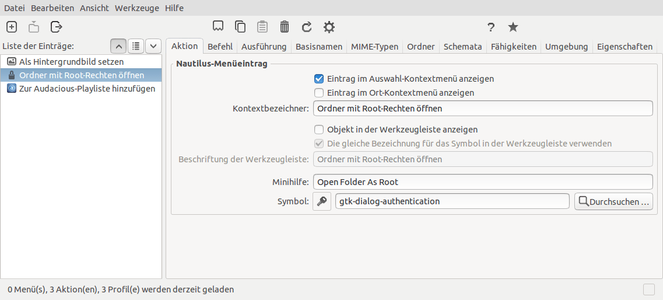 Datei Bearbeiten Ansicht Werkzeuge Hilfe
Liste der Einträge:
Als Hintergrundbild setzen
Ordner mit Root-Rechten öffnen
Zur Audacious-Playliste hinzufügen
Aktion Befehl Ausführung Basisnamen MIME-Typen Ordner Schemata Fähigkeiten Umgebung Eigenschaften
Nautilus-Menüeintrag
Eintrag im Auswahl-Kontextmenü anzeigen
Eintrag im Ort-Kontextmenü anzeigen
Kontextbezeichner: Ordner mit Root-Rechten öffnen
Objekt in der Werkzeugleiste anzeigen
Die gleiche Bezeichnung für das Symbol in der Werkzeugleiste verwenden
Beschriftung der Werkzeugleiste: Ordner mit Root-Rechten öffnen
Minihilfe: Open Folder As Root
Symbol: gtk-dialog-authentication Durchsuchen ...
0 Menü(s), 3 Aktion(en), 3 Profil(e) werden derzeit geladen